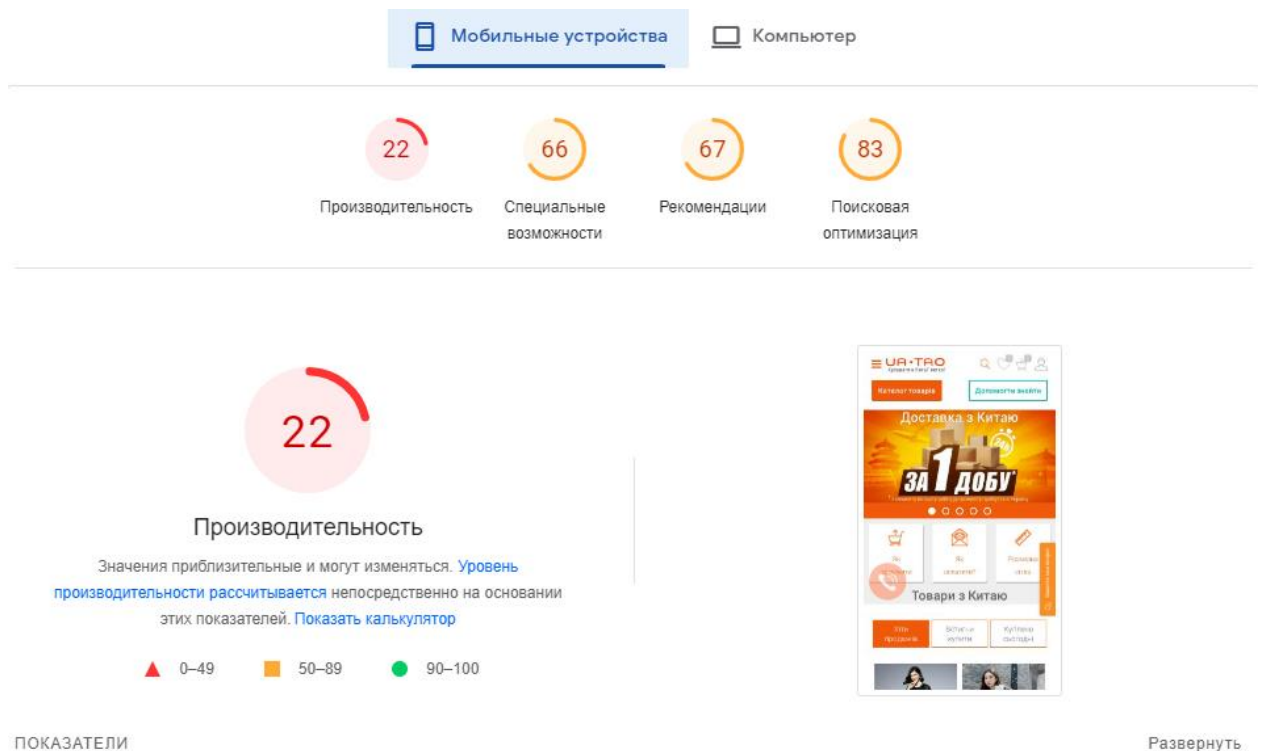 Мобильные устройства
Компьютер
22
66
67
83
Производительность
Специальные
возможности
Рекомендации
Поисковая
оптимизация
22
Производительность
Значения приблизительные и могут изменяться. Уровень
производительности рассчитывается непосредственно на основании
этих показателей. Показать калькулятор
0–49
50–89
90–100
UA•TAO
Каталог товарів
Допомогти знайти
Доставка з Китаю
ЗА 1 ДОБУ*
Товари з Китаю
ПОКАЗАТЕЛИ
Развернуть